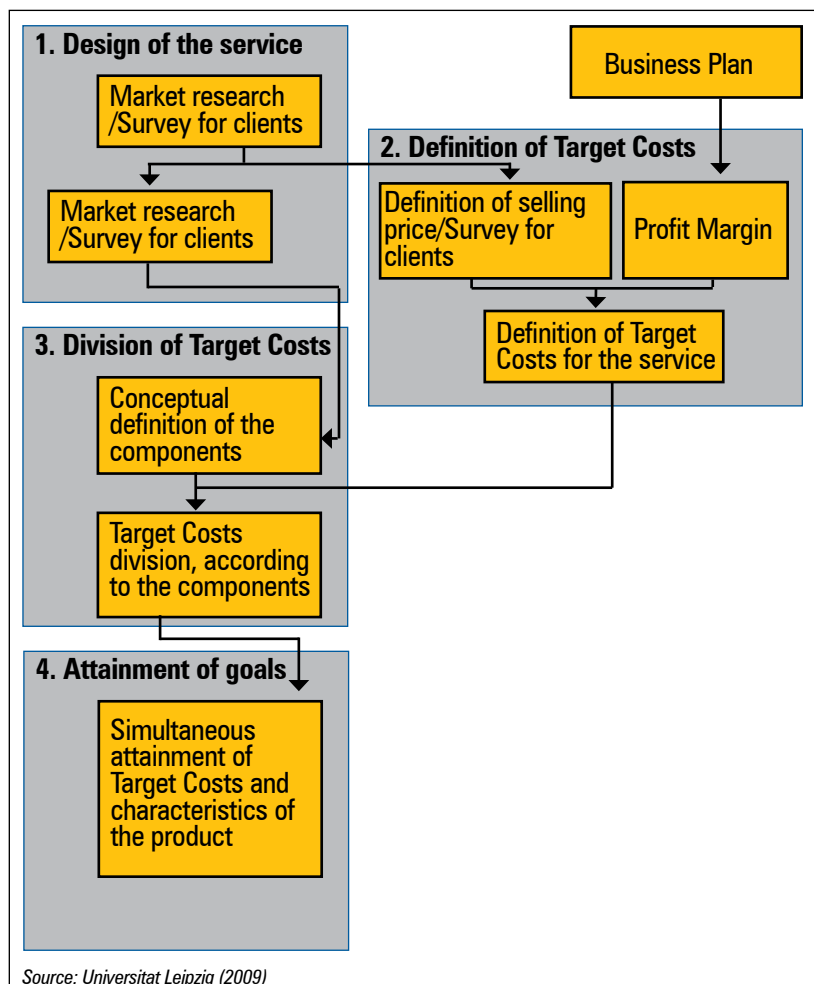 1. Design of the service
Market research
/Survey for clients
Market research
/Survey for clients
Business Plan
2. Definition of Target Costs
Definition of selling
price/Survey for
clients
Profit Margin
Definition of Target
Costs for the service
3. Division of Target Costs
Conceptual
definition of the
components
Target Costs
division, according
to the components
4. Attainment of goals
Simultaneous
attainment of
Target Costs and
characteristics of
the product
Source: Universitat Leipzig (2009)